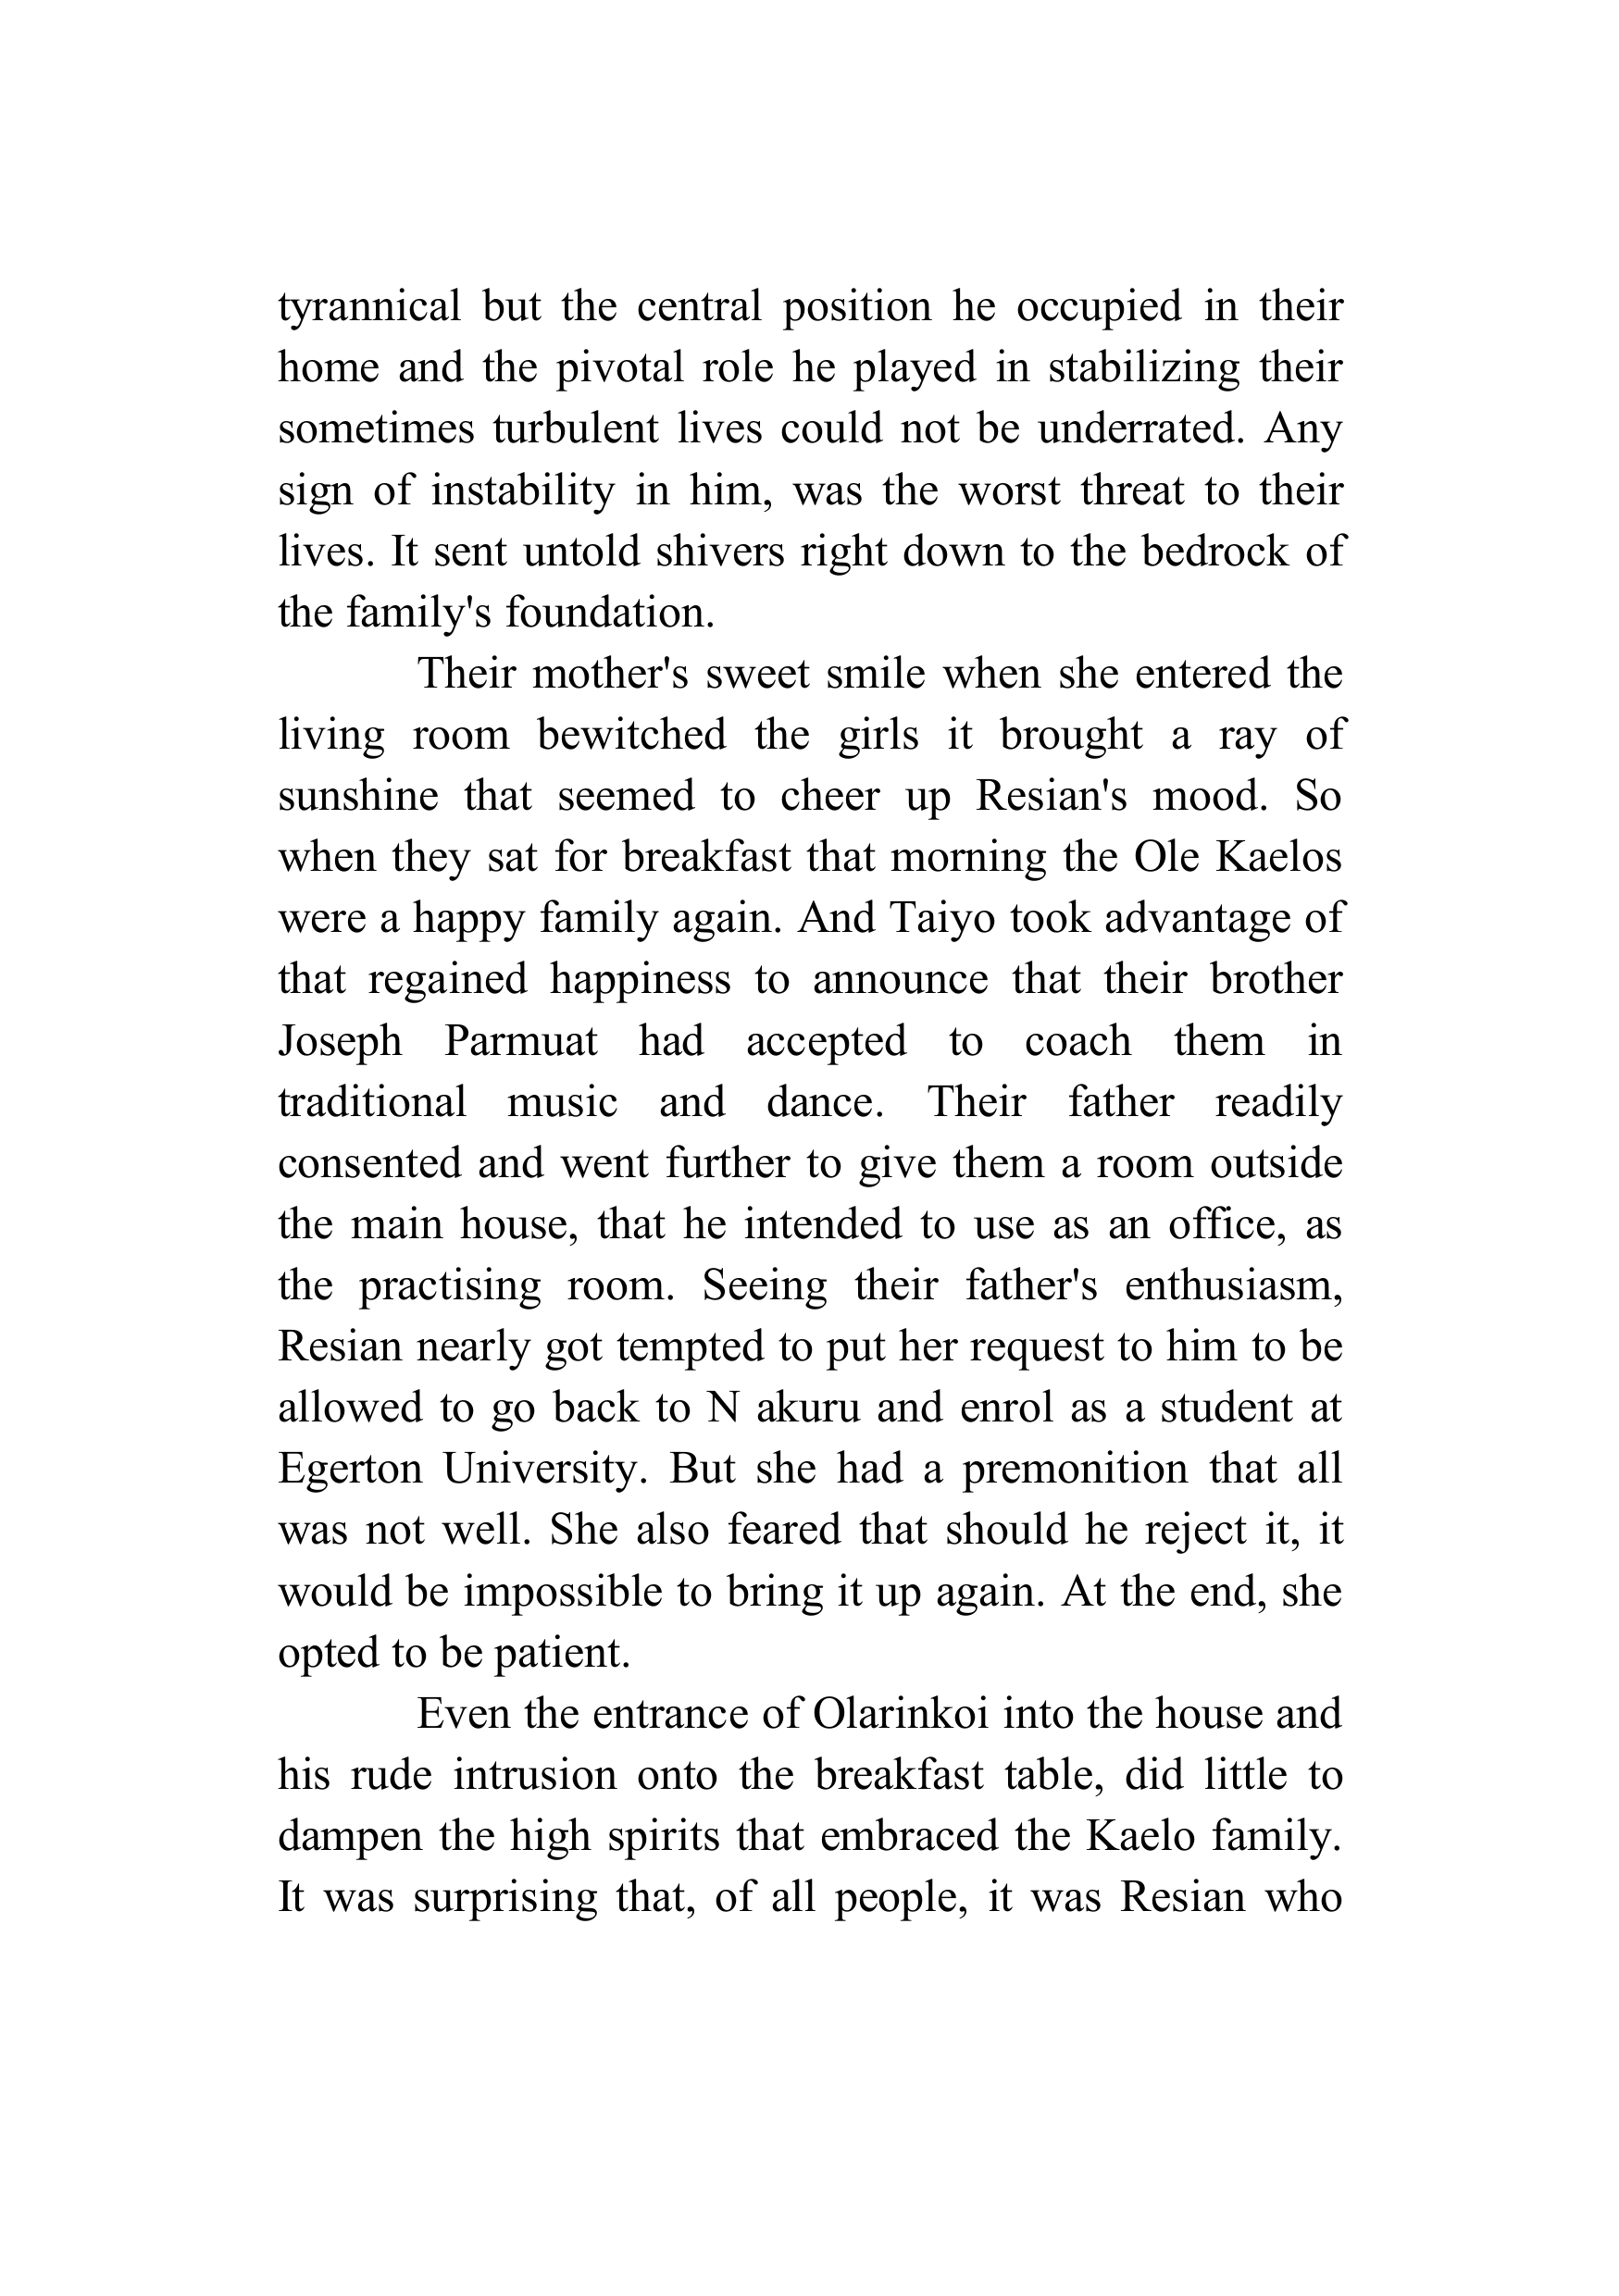 tyrannical but the central position he occupied in their
home and the pivotal role he played in stabilizing their
sometimes turbulent lives could not be underrated. Any
sign of instability in him, was the worst threat to their
lives. It sent untold shivers right down to the bedrock of
the family's foundation.
Their mother's sweet smile when she entered the
living room bewitched the girls it brought a ray of
sunshine that seemed to cheer up Resian's mood. So
when they sat for breakfast that morning the Ole Kaelos
were a happy family again. And Taiyo took advantage of
that regained happiness to announce that their brother
Joseph Parmuat had accepted to coach them in
traditional music and dance. Their father readily
consented and went further to give them a room outside
the main house, that he intended to use as an office, as
the practising room. Seeing their father's enthusiasm,
Resian nearly got tempted to put her request to him to be
allowed to go back to N akuru and enrol as a student at
Egerton University. But she had a premonition that all
was not well. She also feared that should he reject it, it
would be impossible to bring it up again. At the end, she
opted to be patient.
Even the entrance of Olarinkoi into the house and
his rude intrusion onto the breakfast table, did little to
dampen the high spirits that embraced the Kaelo family.
It was surprising that, of all people, it was Resian who